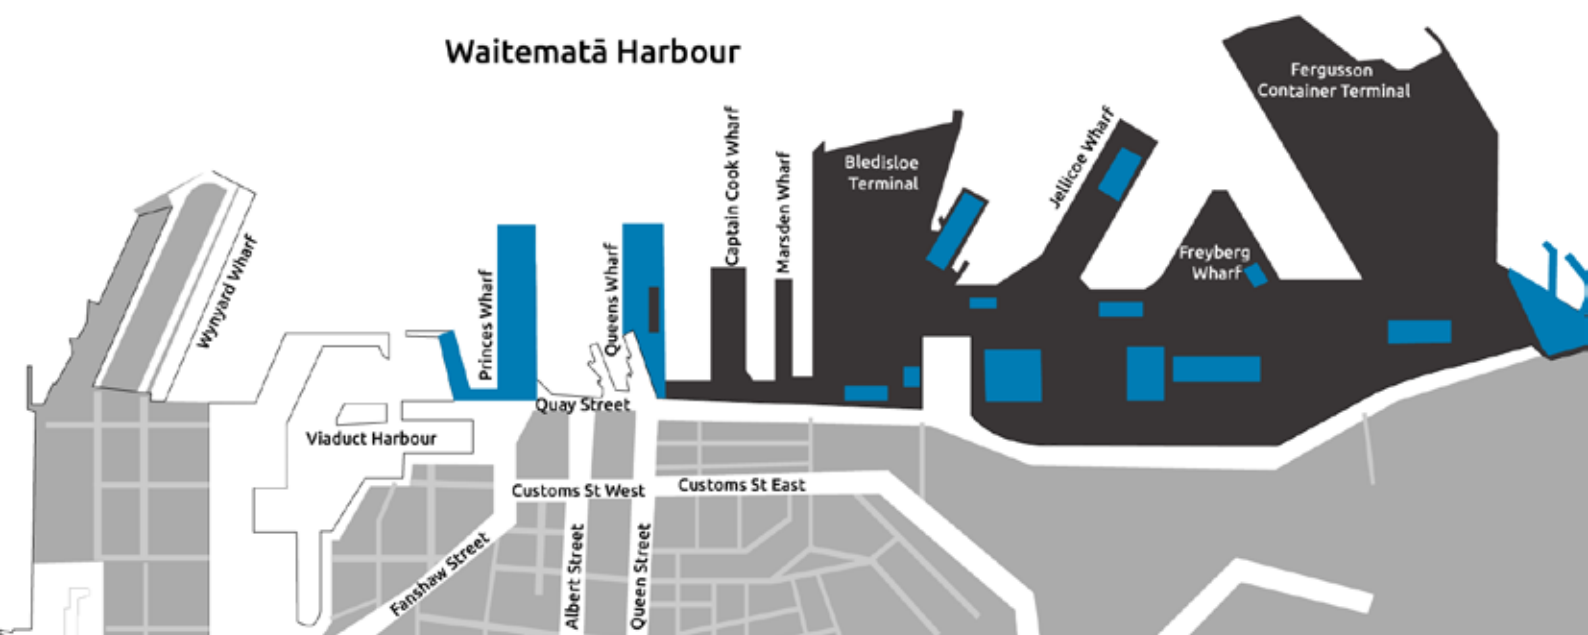 Waitematā Harbour
Fergusson
Container Terminal
Captain Cook Wharf
Marsden Wharf
Bledisloe
Terminal
Jellicoe Wharf
Freyberg
Wharf
Wynyard Wharf
Princes Wharf
Queens Wharf
Quay Street
Viaduct Harbour
Customs St West
Customs St East
Fanshaw Street
Albert Street
Queen Street